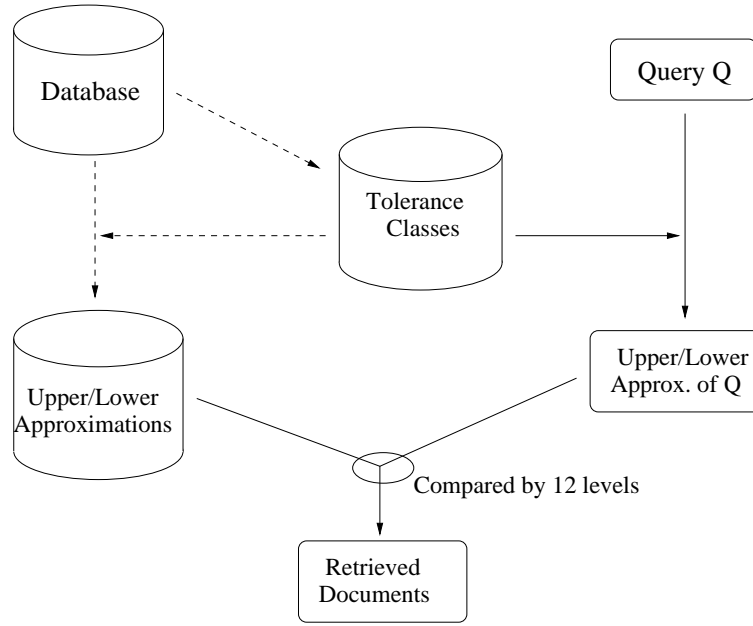 Database
Query Q
Tolerance
Classes
Upper/Lower
Approximations
Upper/Lower
Approx. of Q
Compared by 12 levels
Retrieved
Documents